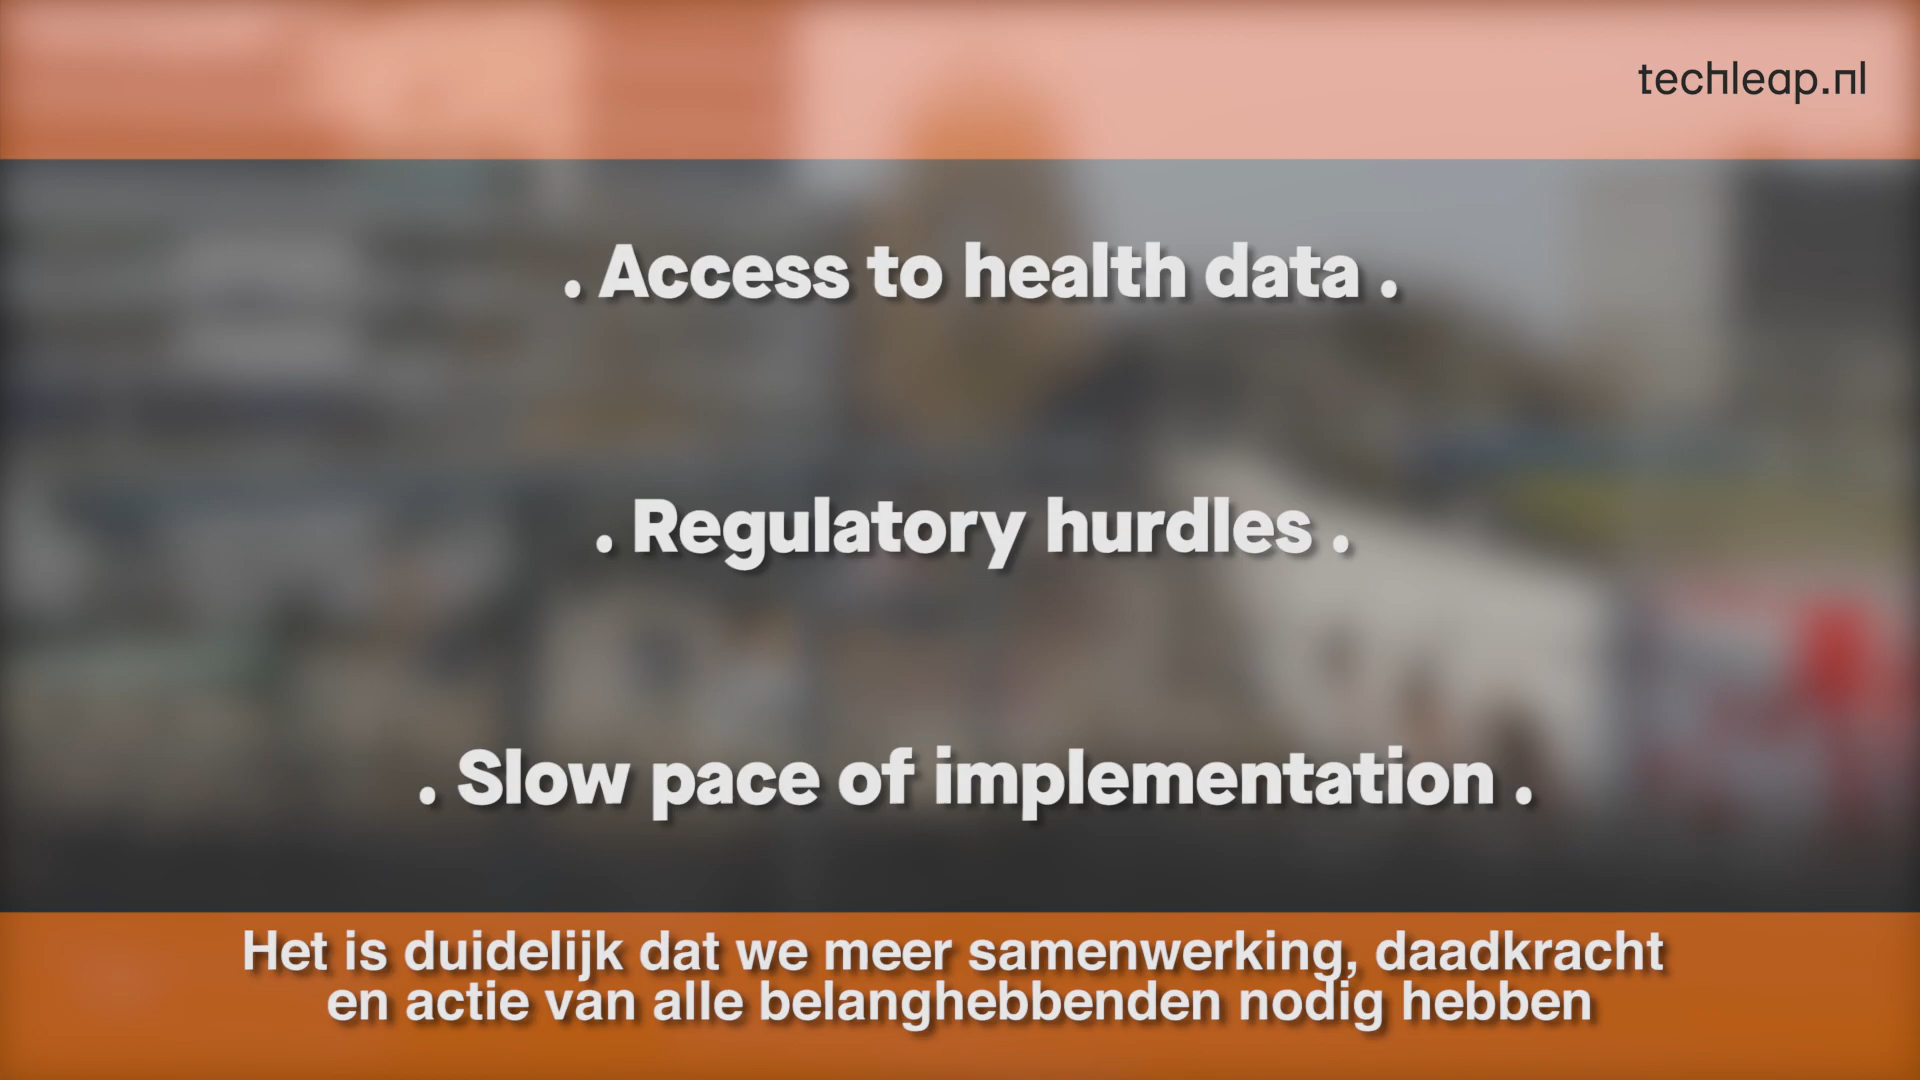 techleap.nl
. Access to health data .
. Regulatory hurdles .
. Slow pace of implementation .
Het is duidelijk dat we meer samenwerking, daadkracht
en actie van alle belanghebbenden nodig hebben